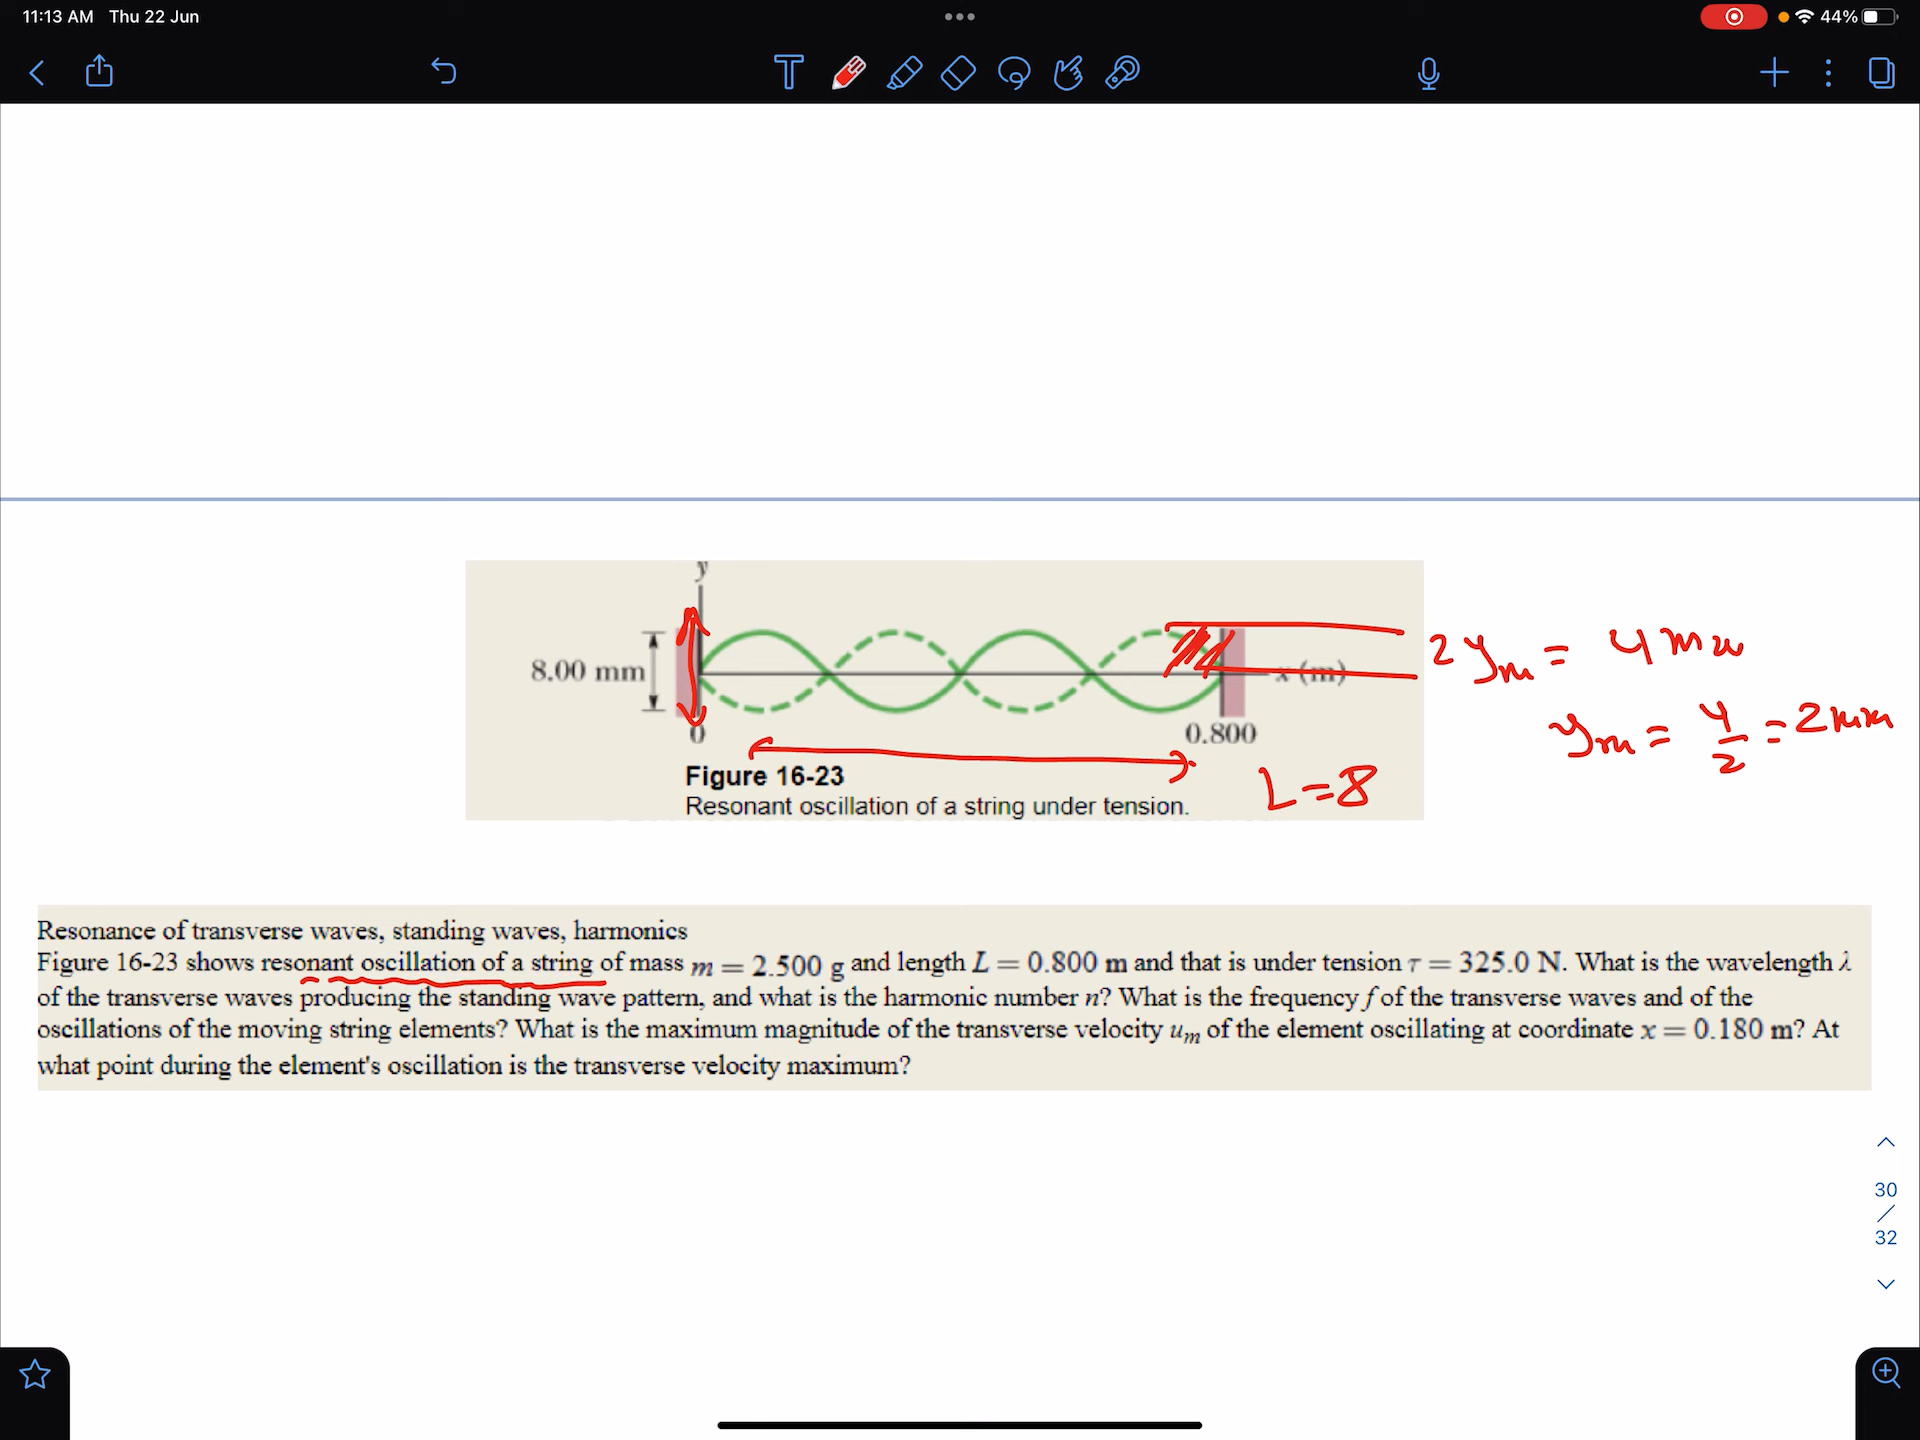 11:13 AM Thu 22 Jun
44%
y
8.00 mm
x (m)
0
0.800
Figure 16-23
Resonant oscillation of a string under tension.
2 ym = 4 mm
ym = 4/2 = 2mm
L = 8
Resonance of transverse waves, standing waves, harmonics
Figure 16-23 shows resonant oscillation of a string of mass m = 2.500 g and length L = 0.800 m and that is under tension τ = 325.0 N. What is the wavelength λ
of the transverse waves producing the standing wave pattern, and what is the harmonic number n? What is the frequency f of the transverse waves and of the
oscillations of the moving string elements? What is the maximum magnitude of the transverse velocity um of the element oscillating at coordinate x = 0.180 m? At
what point during the element's oscillation is the transverse velocity maximum?
30
/
32